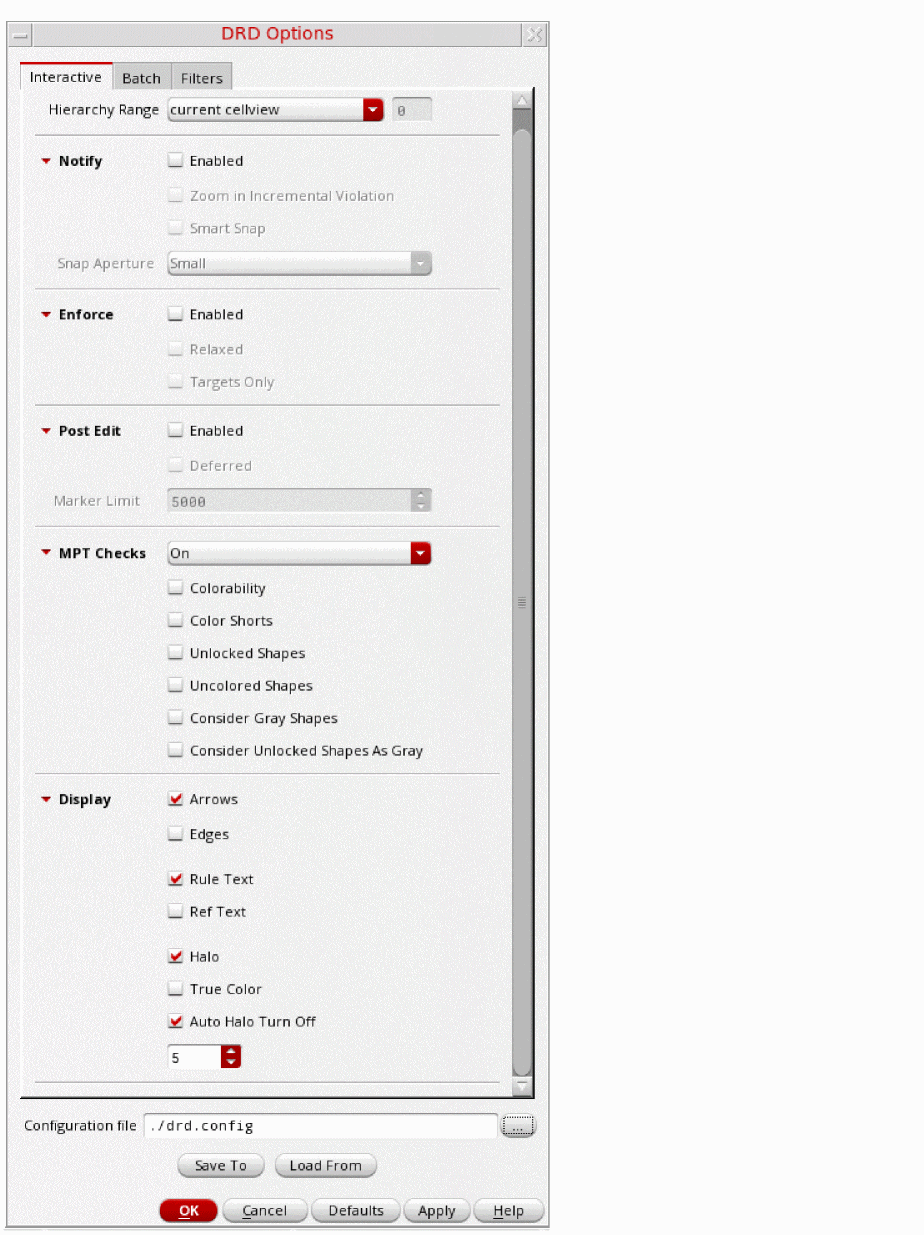 DRD Options
Interactive Batch Filters
Hierarchy Range current cellview 0
Notify Enabled
Zoom in Incremental Violation
Smart Snap
Snap Aperture Small
Enforce Enabled
Relaxed
Targets Only
Post Edit Enabled
Deferred
Marker Limit 5000
MPT Checks On
Colorability
Color Shorts
Unlocked Shapes
Uncolored Shapes
Consider Gray Shapes
Consider Unlocked Shapes As Gray
Display Arrows
Edges
Rule Text
Ref Text
Halo
True Color
Auto Halo Turn Off
5
Configuration file ./drd.config ...
Save To Load From
OK Cancel Defaults Apply Help